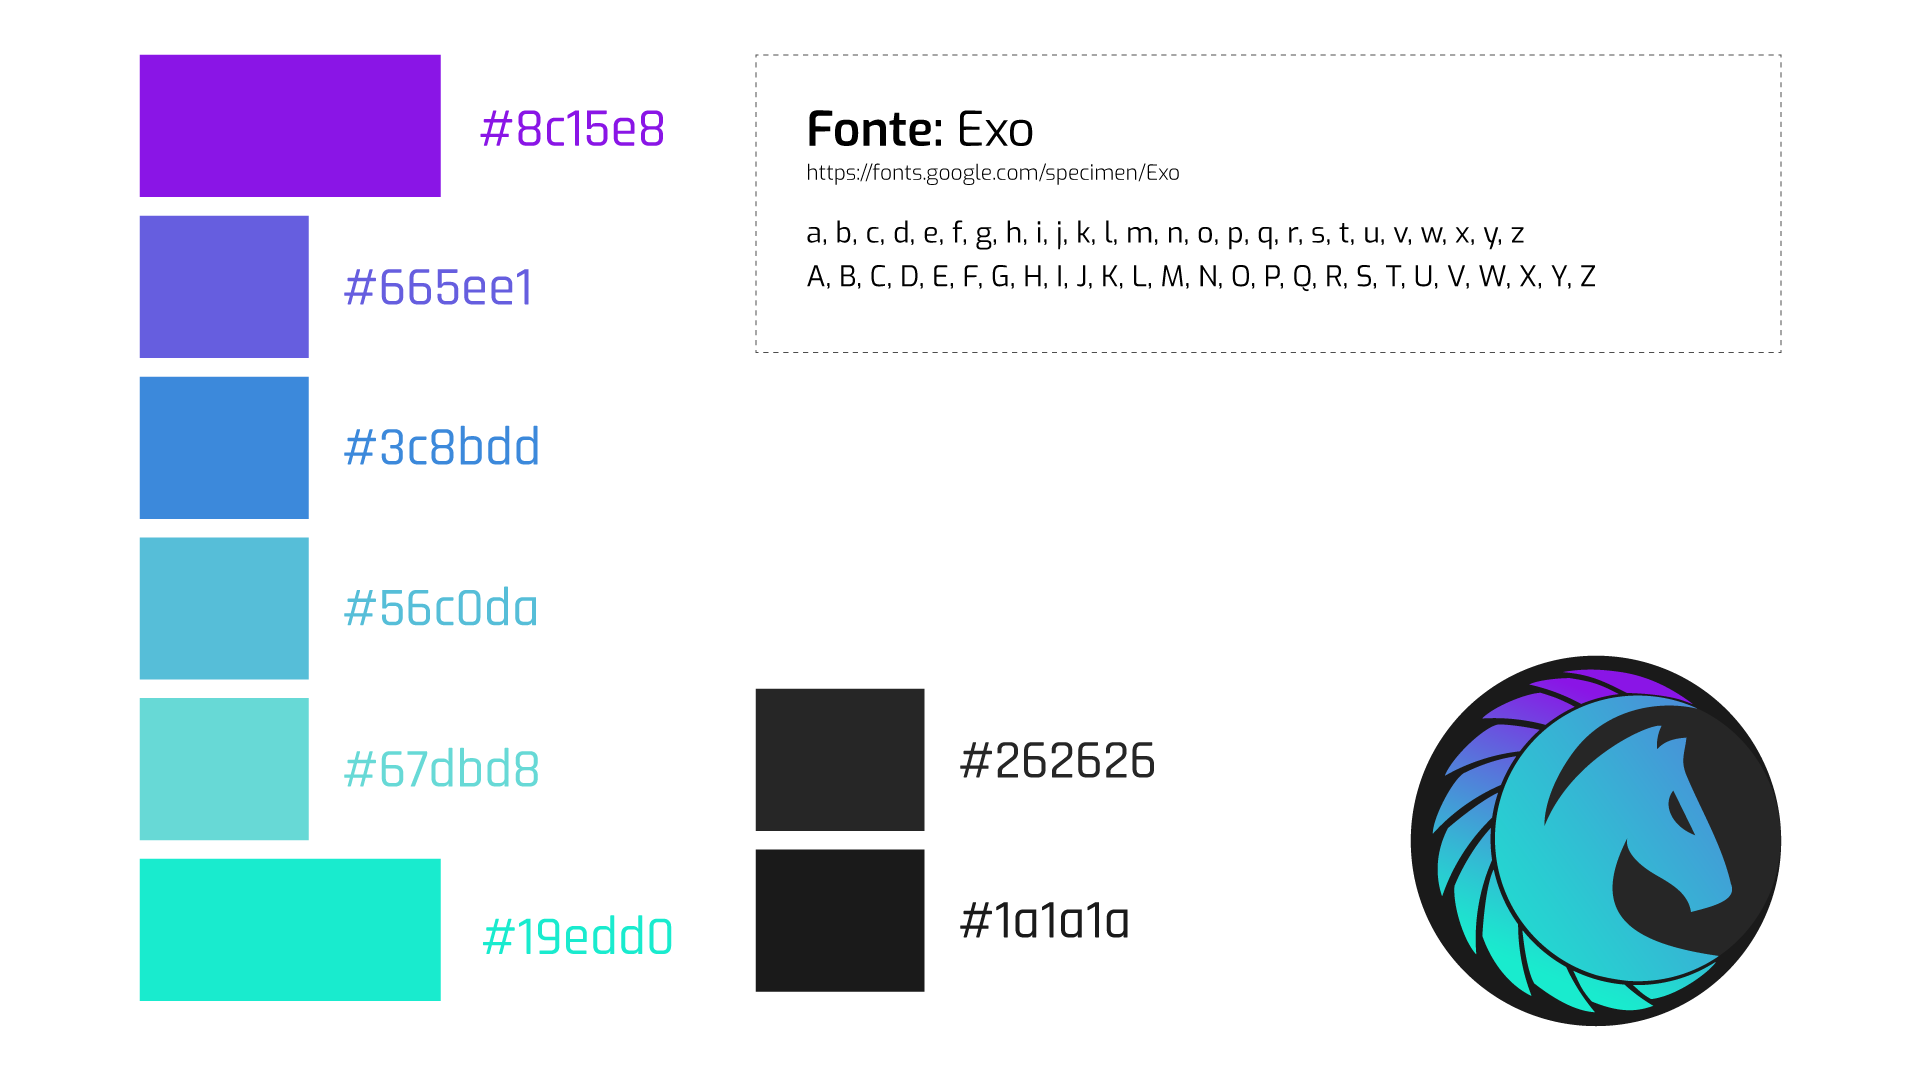 #8c15e8
#665ee1
#3c8bdd
#56c0da
#67dbd8
#19edd0
Fonte: Exo
https://fonts.google.com/specimen/Exo
a, b, c, d, e, f, g, h, i, j, k, l, m, n, o, p, q, r, s, t, u, v, w, x, y, z
A, B, C, D, E, F, G, H, I, J, K, L, M, N, O, P, Q, R, S, T, U, V, W, X, Y, Z
#262626
#1a1a1a